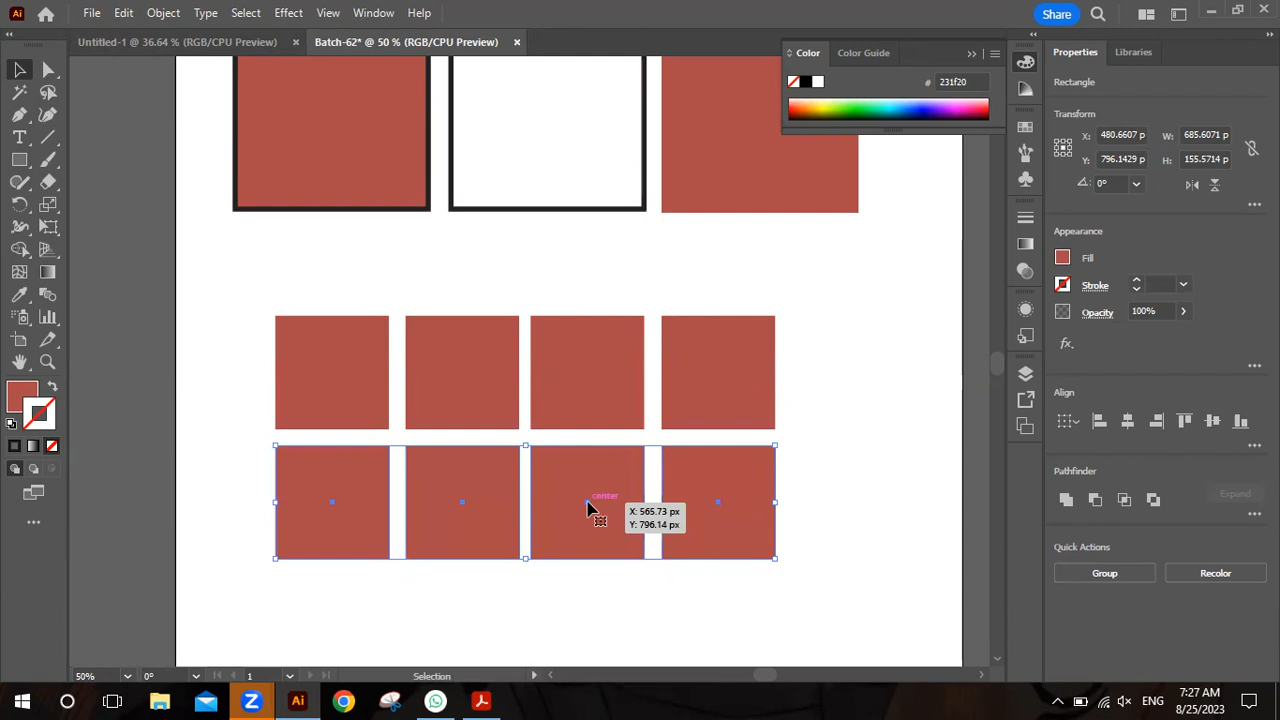 Ai
File Edit Object Type Select Effect View Window Help
Share
Untitled-1 @ 36.64 % (RGB/CPU Preview) ×
Batch-62* @ 50 % (RGB/CPU Preview) ×
Color Color Guide
# 231f20
Properties Libraries
Rectangle
Transform
X: 480.6607 p W: 685.6071 p
Y: 796.1429 p H: 155.5714 p
0°
Appearance
Fill
Stroke
Opacity 100%
fx.
Align
Pathfinder
Expand
Quick Actions
Group Recolor
center
X: 565.73 px
Y: 796.14 px
50% 0° 1 Selection
Z Ai
ENG
7:27 AM
8/25/2023